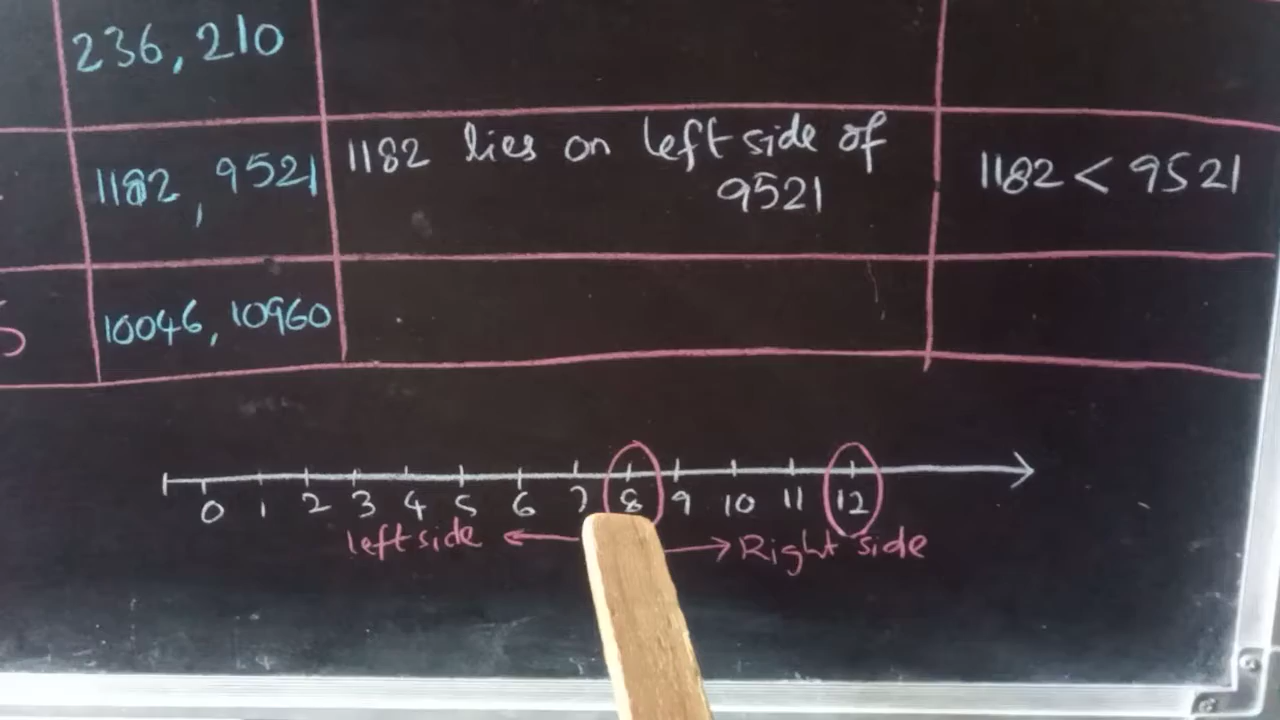 236, 210
1182, 9521
1182 lies on left side of
9521
1182 < 9521
10046, 10960
0 1 2 3 4 5 6 7 8 9 10 11 12
left side ← → Right side